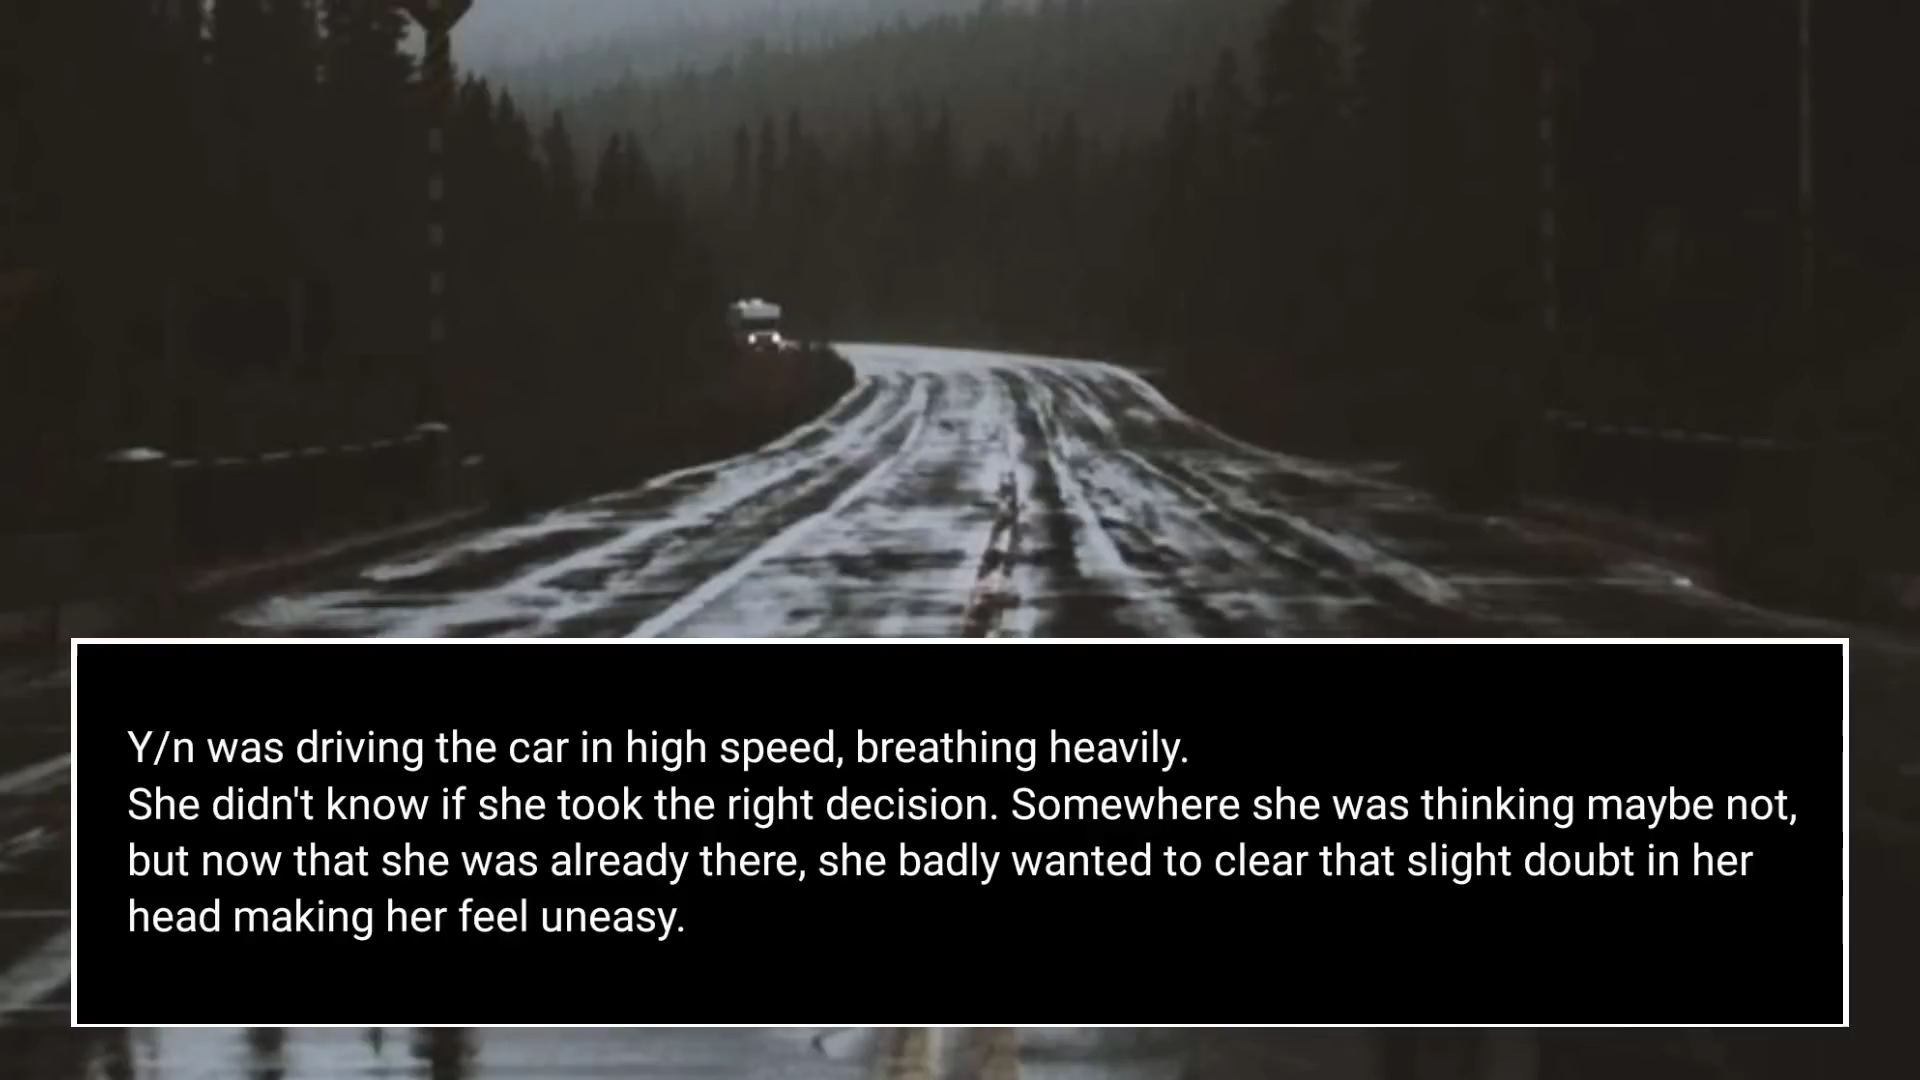 Y/n was driving the car in high speed, breathing heavily.
She didn't know if she took the right decision. Somewhere she was thinking maybe not,
but now that she was already there, she badly wanted to clear that slight doubt in her
head making her feel uneasy.